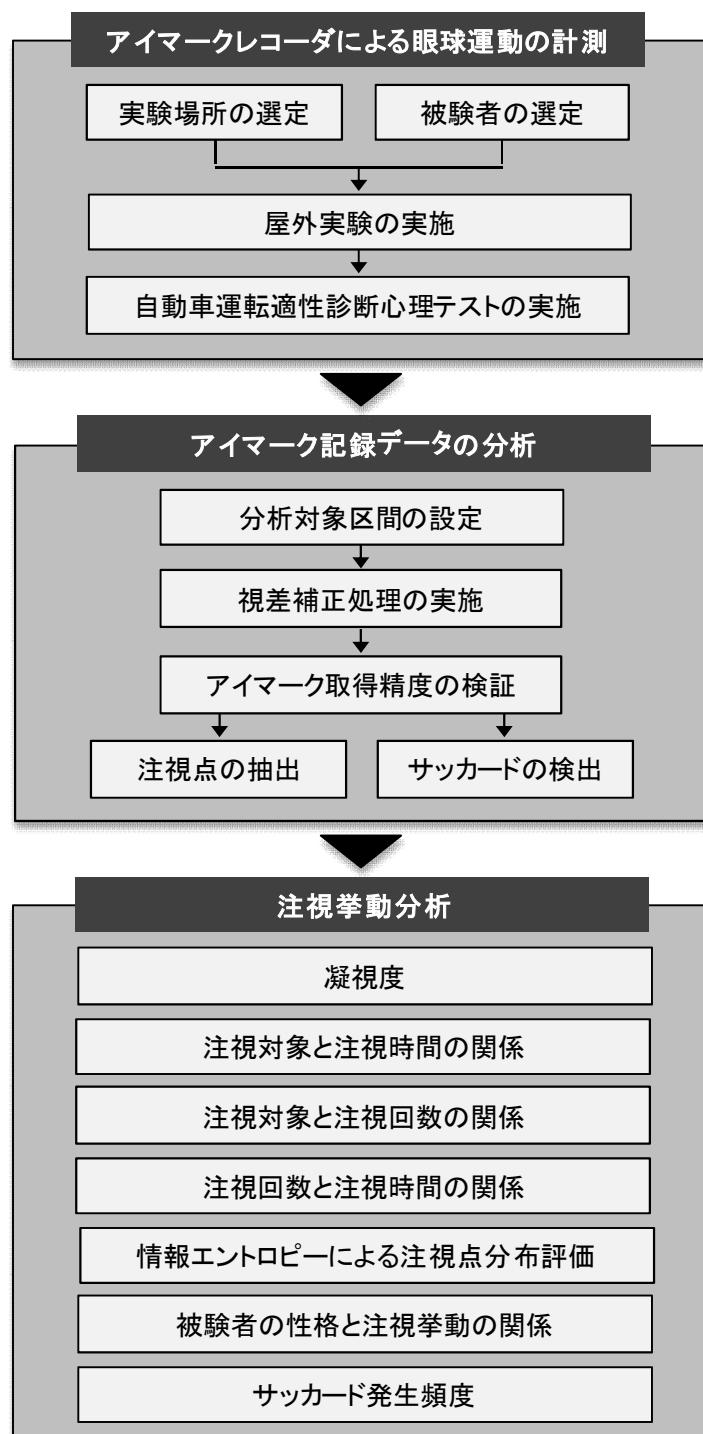 アイマークレコーダによる眼球運動の計測
実験場所の選定
被験者の選定
屋外実験の実施
自動車運転適性診断心理テストの実施
アイマーク記録データの分析
分析対象区間の設定
視差補正処理の実施
アイマーク取得精度の検証
注視点の抽出
サッカードの検出
注視挙動分析
凝視度
注視対象と注視時間の関係
注視対象と注視回数の関係
注視回数と注視時間の関係
情報エントロピーによる注視点分布評価
被験者の性格と注視挙動の関係
サッカード発生頻度